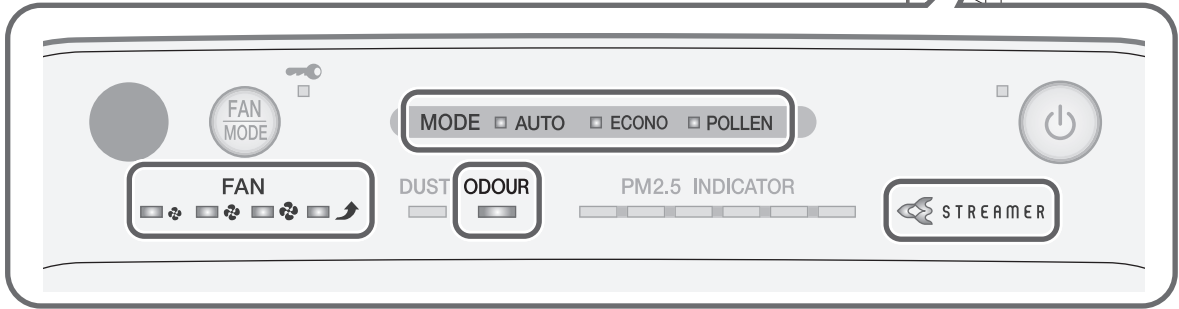 FAN
MODE
MODE AUTO ECONO POLLEN
FAN
DUST ODOUR PM2.5 INDICATOR
STREAMER